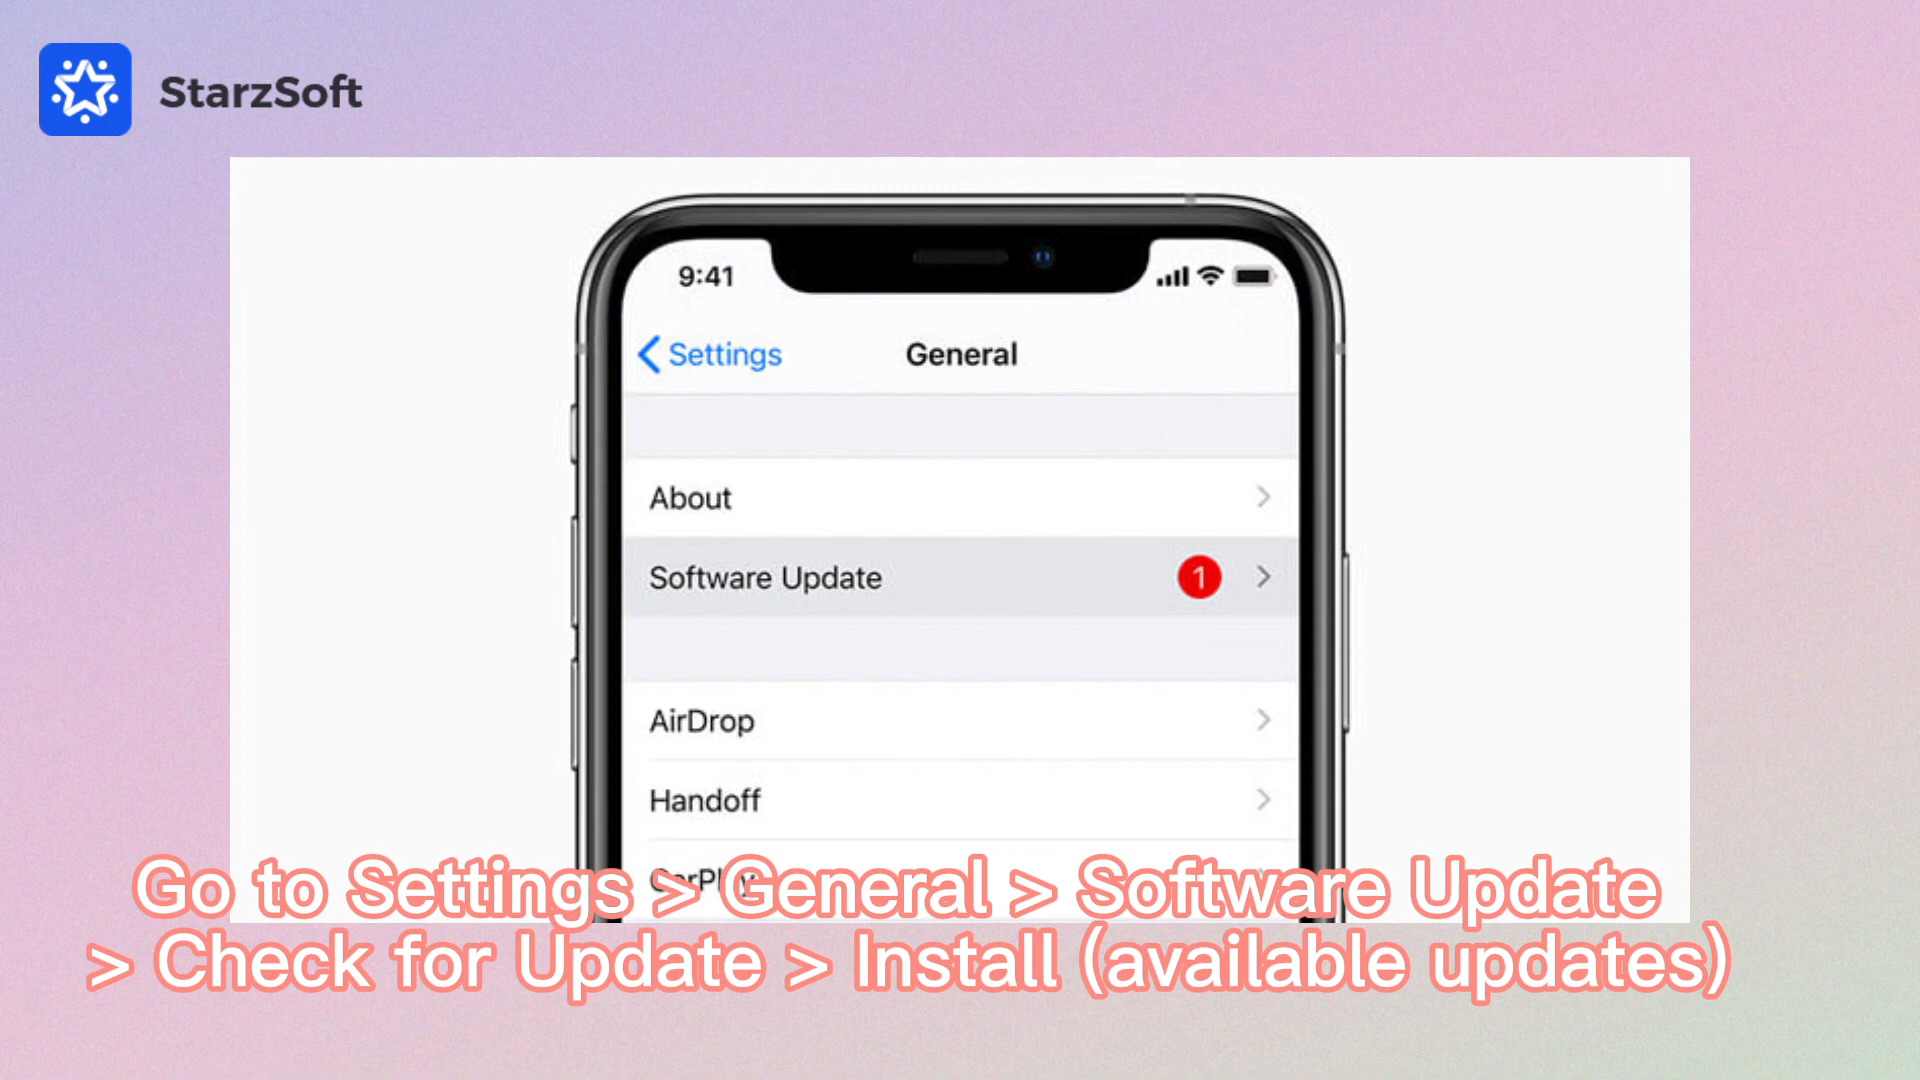 StarzSoft
9:41
Settings
General
About
Software Update
1
AirDrop
Handoff
CarPlay
Go to Settings > General > Software Update
> Check for Update > Install (available updates)